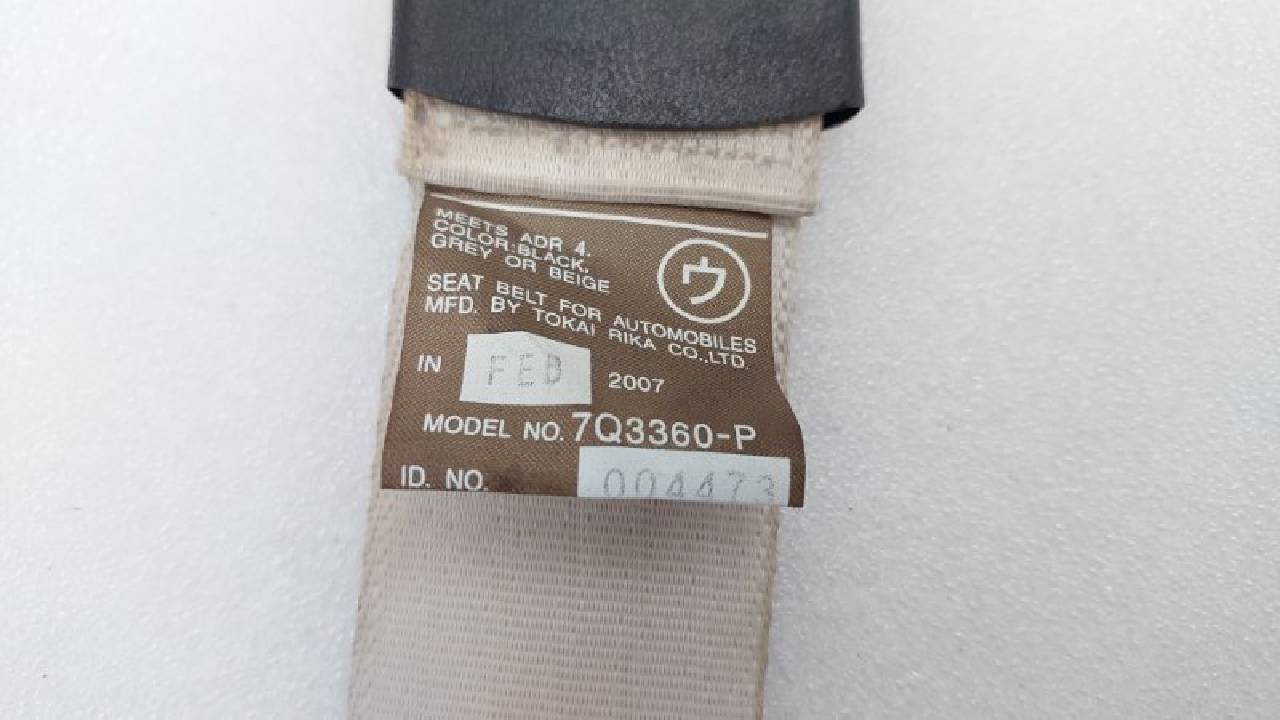 MEETS ADR 4.
COLOR:BLACK,
GREY OR BEIGE
ウ
SEAT BELT FOR AUTOMOBILES
MFD. BY TOKAI RIKA CO.,LTD.
IN FEB 2007
MODEL NO. 7Q3360-P
ID. NO. 004473